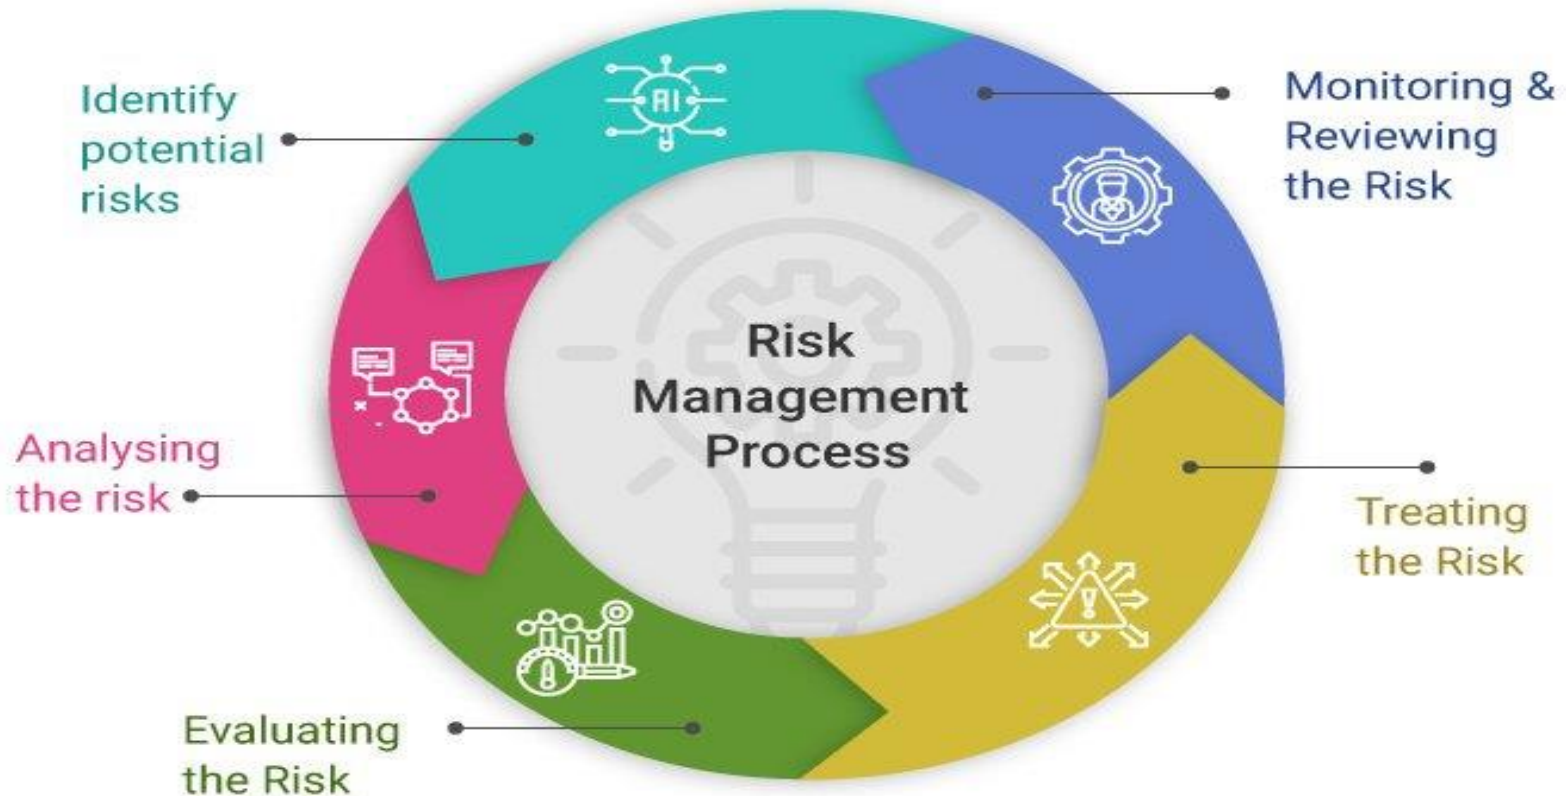 Identify
potential
risks
AI
Monitoring &
Reviewing
the Risk
Risk
Management
Process
Analysing
the risk
Treating
the Risk
Evaluating
the Risk